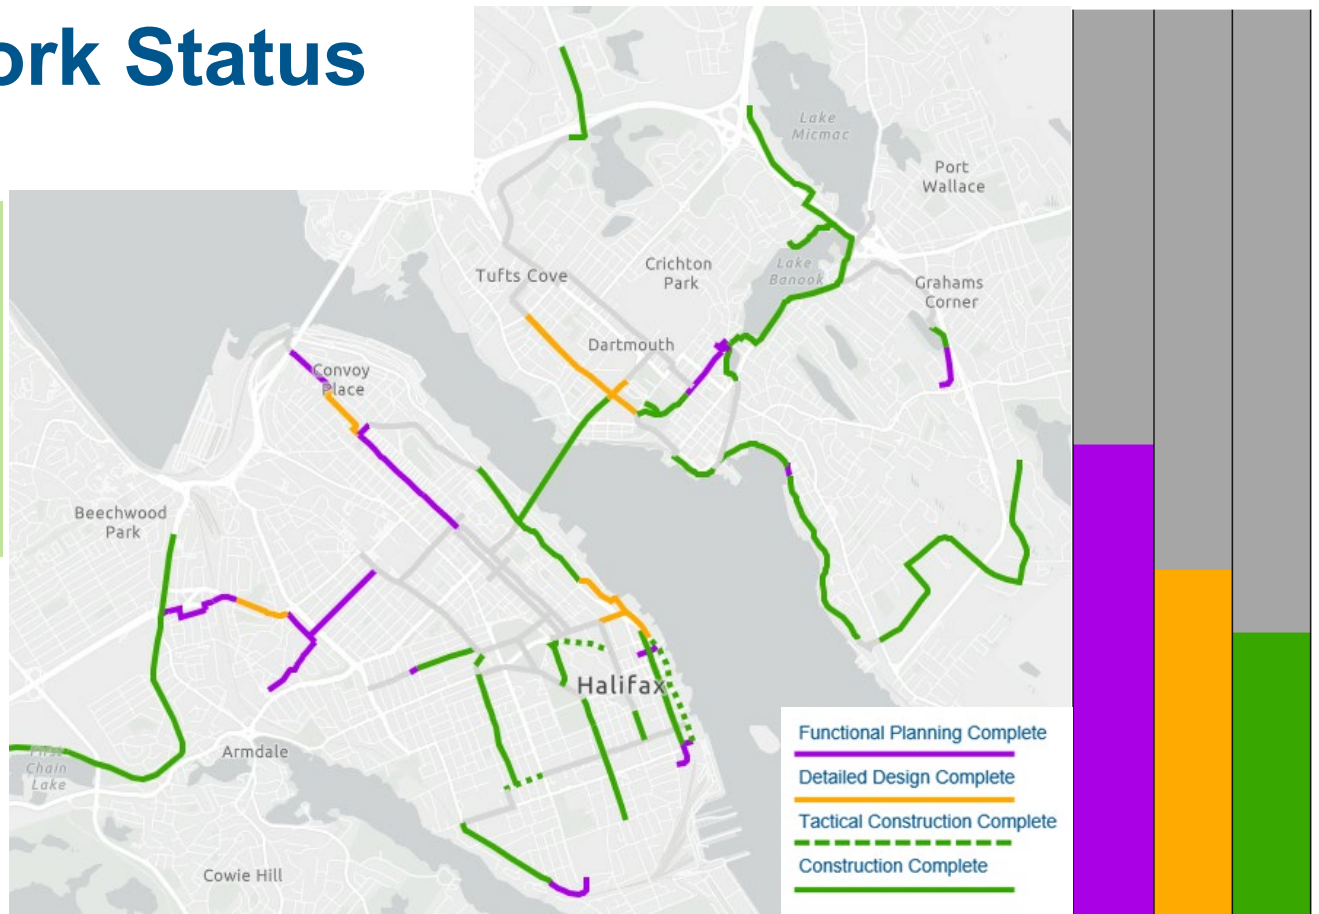 ork Status
Lake
Micmac
Port
Wallace
Tufts Cove
Crichton
Park
Lake
Banook
Grahams
Corner
Dartmouth
Convoy
Place
Beechwood
Park
Halifax
Armdale
First
Chain
Lake
Cowie Hill
Functional Planning Complete
Detailed Design Complete
Tactical Construction Complete
Construction Complete